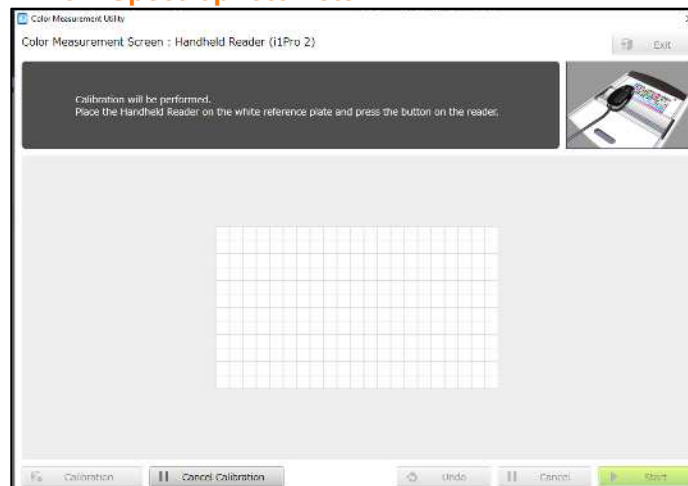 Color Measurement Utility
Color Measurement Screen : Handheld Reader (i1Pro 2)
Exit
Calibration will be performed.
Place the Handheld Reader on the white reference plate and press the button on the reader.
Calibration
Cancel Calibration
Undo
Cancel
Start